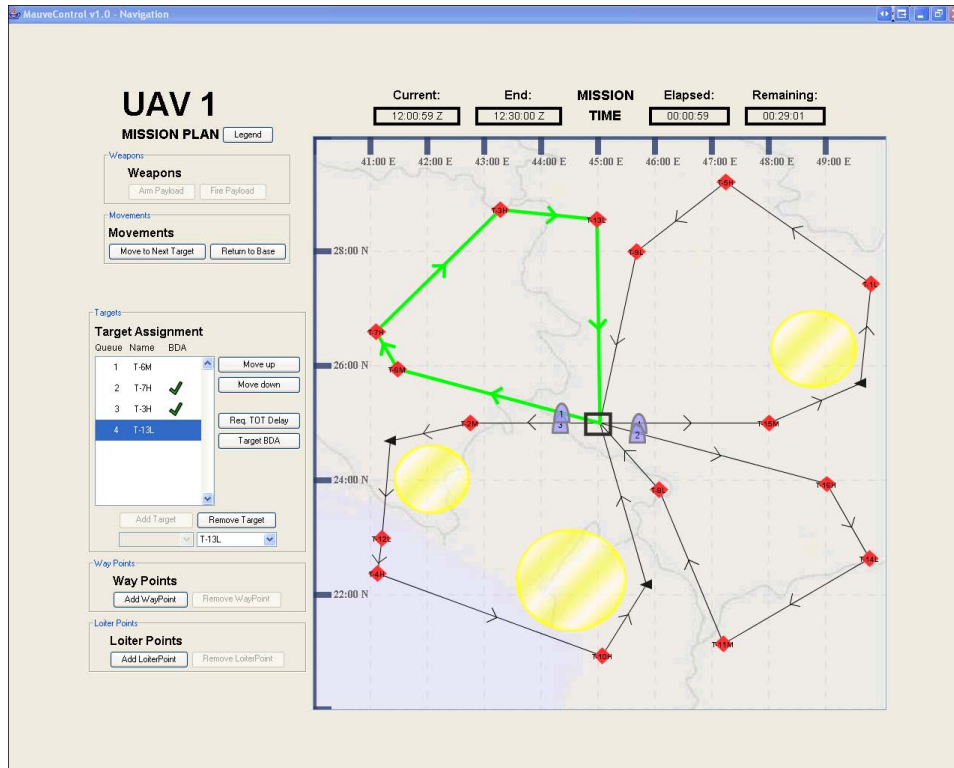 MauveControl v1.0 - Navigation
UAV 1
MISSION PLAN
Legend
Current: End: MISSION Elapsed: Remaining:
12:00:59 Z 12:30:00 Z TIME 00:00:59 00:29:01
Weapons
Weapons
Arm Payload Fire Payload
Movements
Movements
Move to Next Target Return to Base
Targets
Target Assignment
Queue Name BDA
1 T-6M
2 T-7H
3 T-3H
4 T-13L
Move up
Move down
Req. TOT Delay
Target BDA
Add Target Remove Target
T-13L
Way Points
Way Points
Add WayPoint Remove WayPoint
Loiter Points
Loiter Points
Add LoiterPoint Remove LoiterPoint
41:00 E 42:00 E 43:00 E 44:00 E 45:00 E 46:00 E 47:00 E 48:00 E 49:00 E
T-5H
T-3H
T-13L
28:00 N
T-9L
T-1L
T-7H
26:00 N
T-6M
1
T-2M
3
4
2
T-15M
24:00 N
T-8L
T-16H
T-12L
T-4H
T-14L
22:00 N
T-10H
T-11M